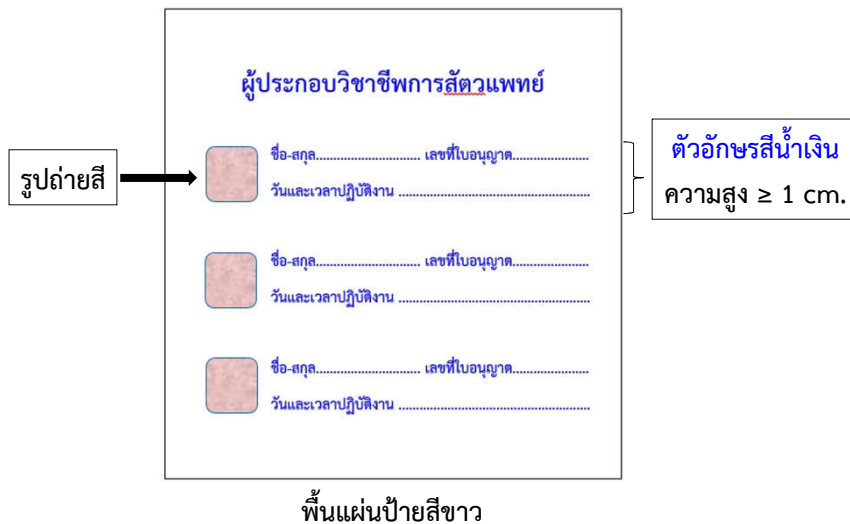 ผู้ประกอบวิชาชีพการสัตวแพทย์
รูปถ่ายสี
ชื่อ-สกุล............................. เลขที่ใบอนุญาต.....................
วันและเวลาปฏิบัติงาน .....................................................
ตัวอักษรสีน้ำเงิน
ความสูง ≥ 1 cm.
ชื่อ-สกุล............................. เลขที่ใบอนุญาต.....................
วันและเวลาปฏิบัติงาน .....................................................
ชื่อ-สกุล............................. เลขที่ใบอนุญาต.....................
วันและเวลาปฏิบัติงาน .....................................................
พื้นแผ่นป้ายสีขาว